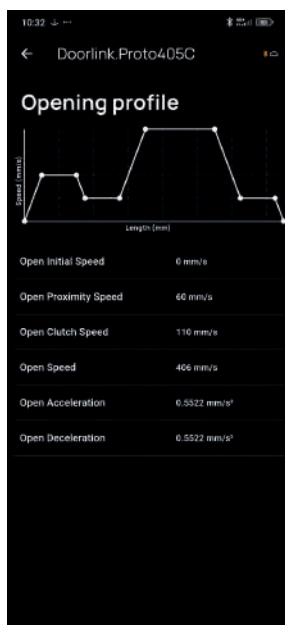 10:32
Doorlink.Proto405C
Opening profile
Speed (mm/s)
Length (mm)
Open Initial Speed 0 mm/s
Open Proximity Speed 60 mm/s
Open Clutch Speed 110 mm/s
Open Speed 406 mm/s
Open Acceleration 0.5522 mm/s²
Open Deceleration 0.5522 mm/s²